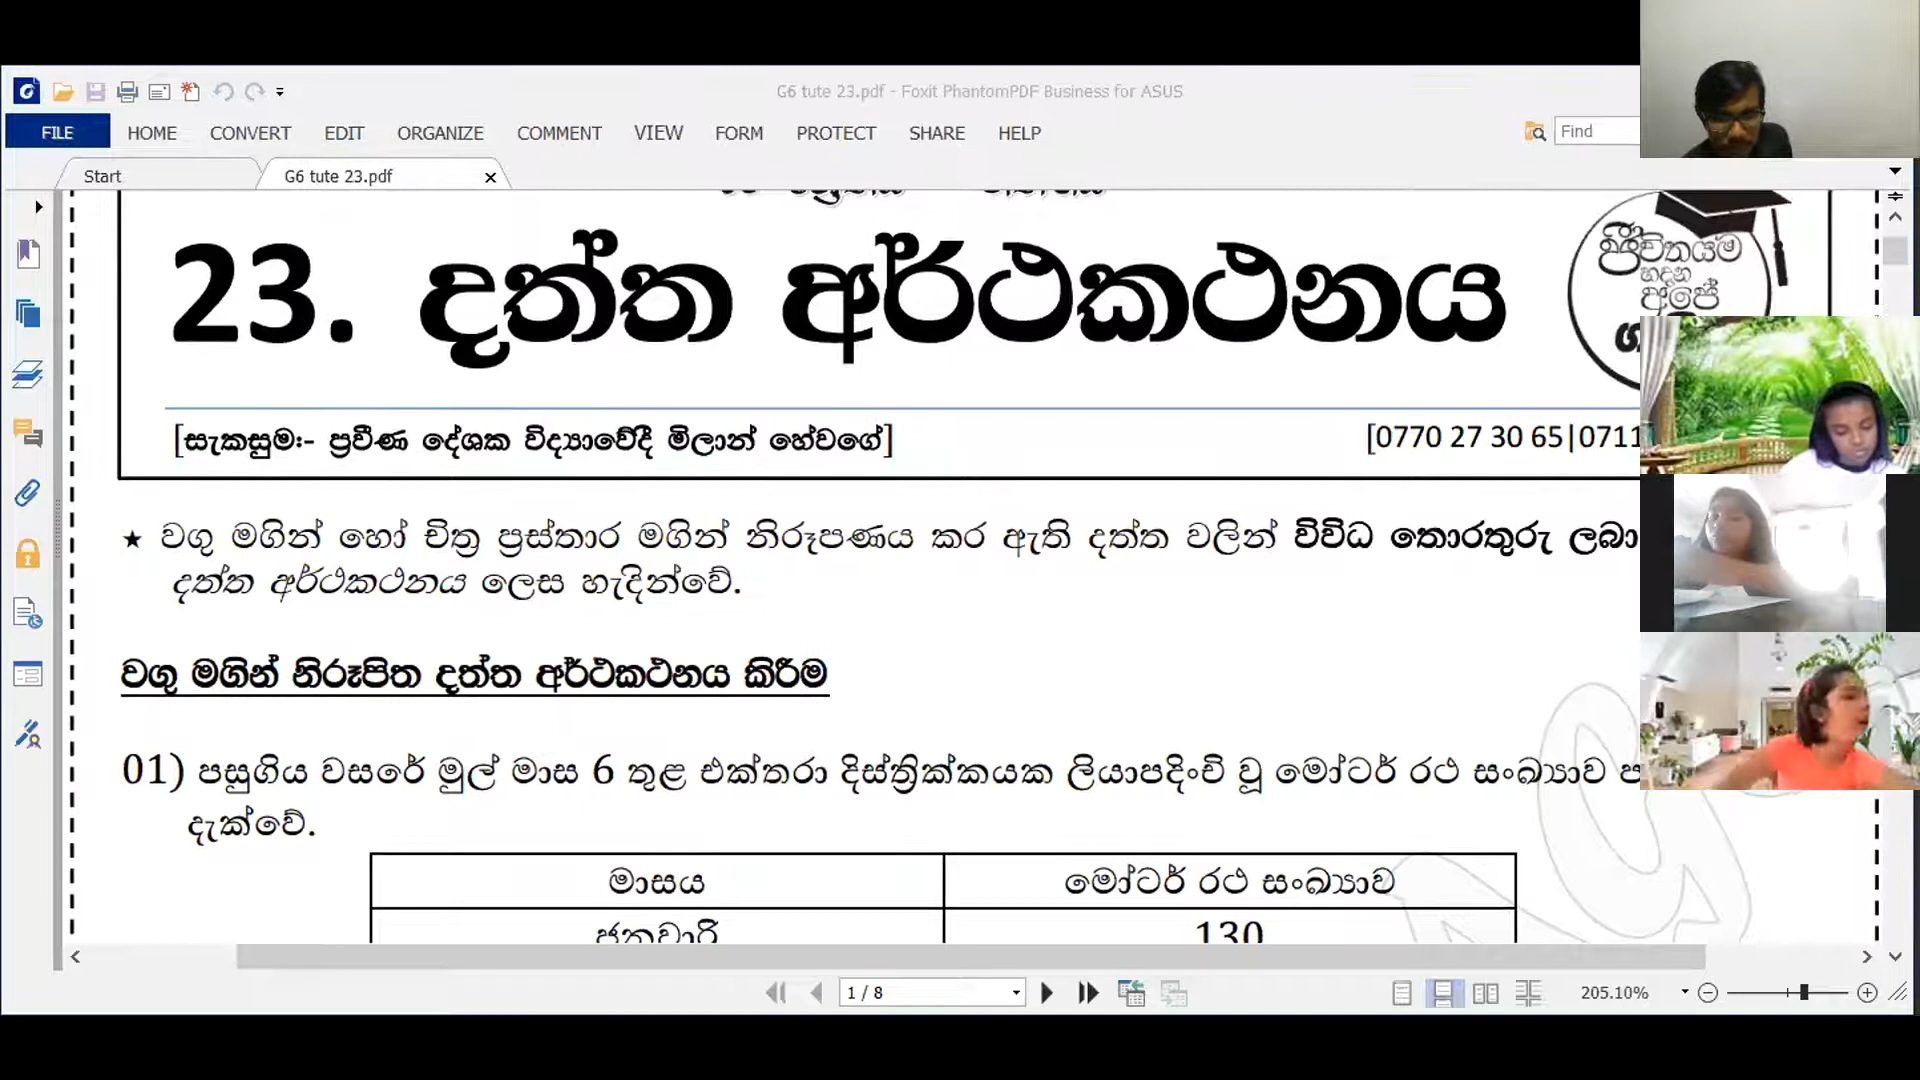 G6 tute 23.pdf - Foxit PhantomPDF Business for ASUS
FILE HOME CONVERT EDIT ORGANIZE COMMENT VIEW FORM PROTECT SHARE HELP Find
Start G6 tute 23.pdf
23. දත්ත අර්ථකථනය
ජීවිතයම
හදන
අපේ
[සැකසුම:- ප්‍රවීණ දේශක විද්‍යාවේදී මිලාන් හේවගේ] [0770 27 30 65|0711
★ වගු මගින් හෝ චිත්‍ර ප්‍රස්තාර මගින් නිරූපණය කර ඇති දත්ත වලින් විවිධ තොරතුරු ලබා
දත්ත අර්ථකථනය ලෙස හැදින්වේ.
වගු මගින් නිරූපිත දත්ත අර්ථකථනය කිරීම
01) පසුගිය වසරේ මුල් මාස 6 තුළ එක්තරා දිස්ත්‍රික්කයක ලියාපදිංචි වූ මෝටර් රථ සංඛ්‍යාව
දැක්වේ.
මාසය මෝටර් රථ සංඛ්‍යාව
ජනවාරි 130
1 / 8 205.10%